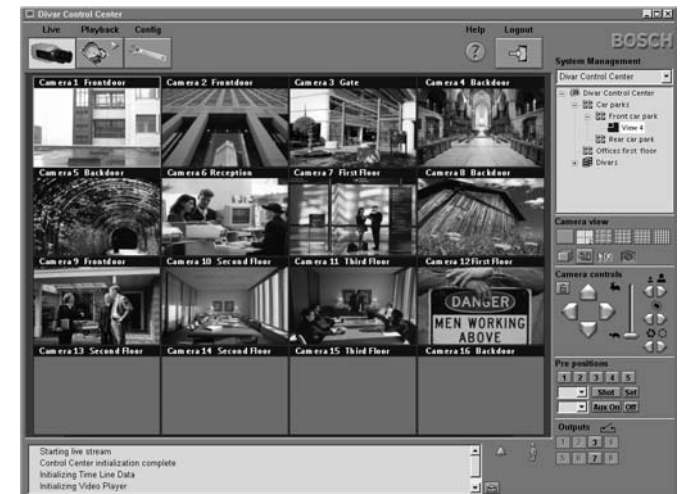 Divar Control Center
Live Playback Config Help Logout
BOSCH
System Management
Divar Control Center
Divar Control Center
Car parks
Front car park
View 4
Rear car park
Offices first floor
Divars
Camera 1 Frontdoor
Camera 2 Frontdoor
Camera 3 Gate
Camera 4 Backdoor
Camera 5 Backdoor
Camera 6 Reception
Camera 7 First Floor
Camera 8 Backdoor
Camera 9 Frontdoor
Camera 10 Second Floor
Camera 11 Third Floor
Camera 12 First Floor
DANGER
MEN WORKING
ABOVE
Camera 13 Second Floor
Camera 14 Second Floor
Camera 15 Third Floor
Camera 16 Backdoor
Camera view
Camera controls
Pre positions
1 2 3 4 5
Shot Set
Aux On Off
Outputs
1 2 3 4
5 6 7 8
Starting live stream
Control Center initialization complete
Initializing Time Line Data
Initializing Video Player